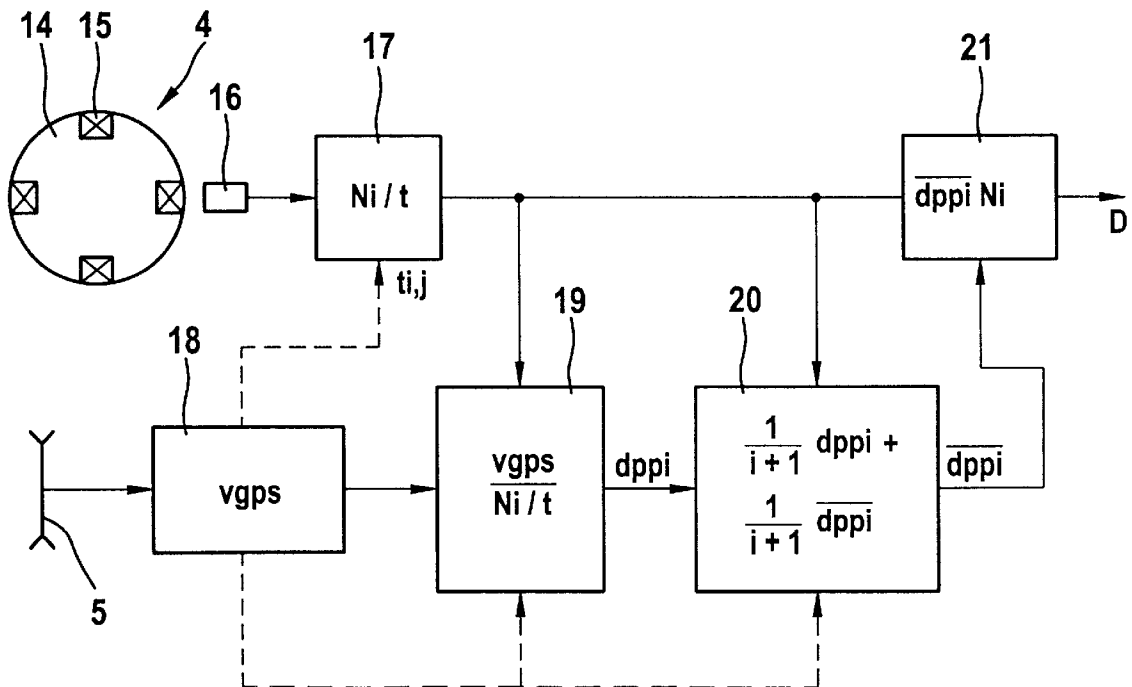 14 15 4
16
17
21
Ni / t
dppi Ni
D
ti,j
18
19
20
vgps
vgps
Ni / t
dppi
1
i + 1
dppi +
1
i + 1
dppi
dppi
5